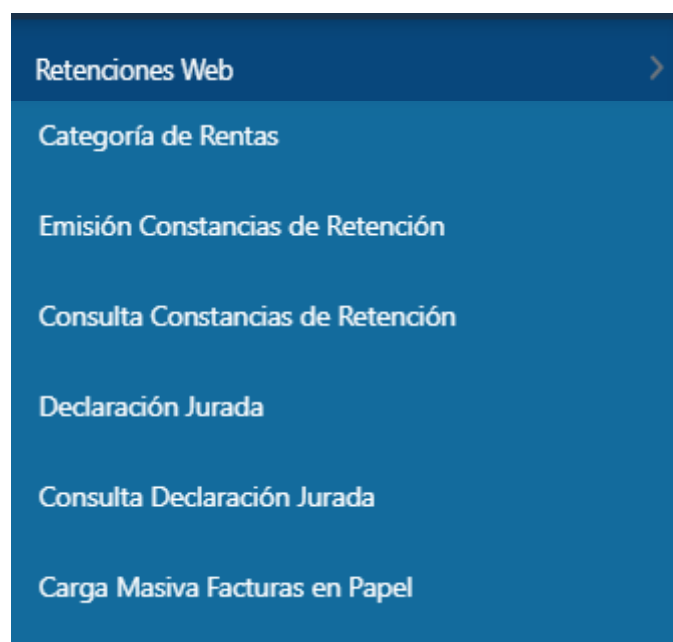 Retenciones Web
Categoría de Rentas
Emisión Constancias de Retención
Consulta Constancias de Retención
Declaración Jurada
Consulta Declaración Jurada
Carga Masiva Facturas en Papel